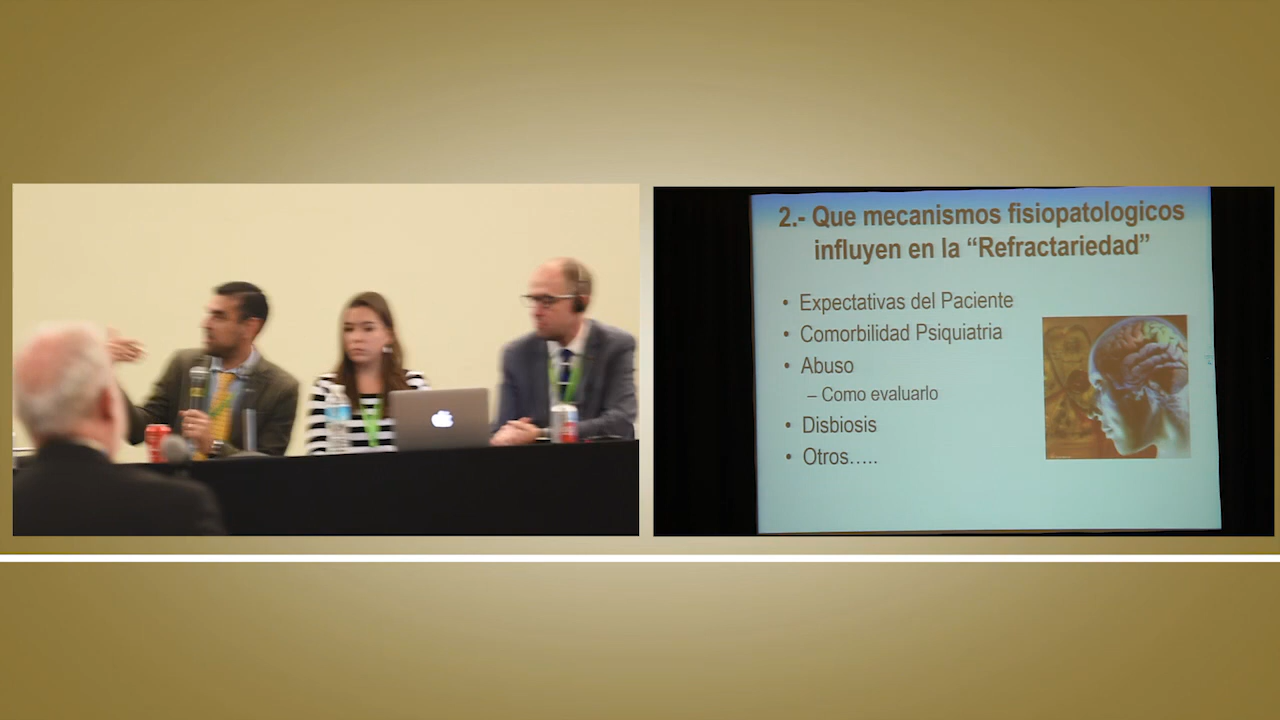 2.- Que mecanismos fisiopatologicos
influyen en la “Refractariedad”
• Expectativas del Paciente
• Comorbilidad Psiquiatria
• Abuso
– Como evaluarlo
• Disbiosis
• Otros…..